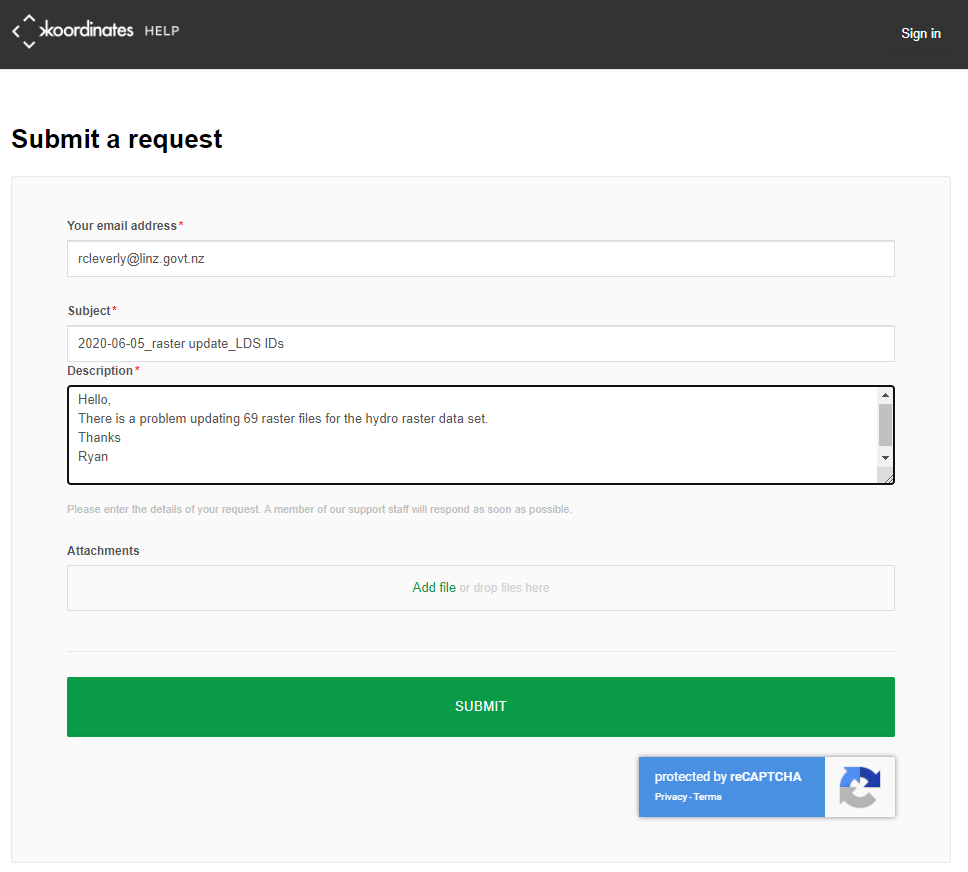 koordinates HELP
Sign in
Submit a request
Your email address*
rcleverly@linz.govt.nz
Subject*
2020-06-05_raster update_LDS IDs
Description*
Hello,
There is a problem updating 69 raster files for the hydro raster data set.
Thanks
Ryan
Please enter the details of your request. A member of our support staff will respond as soon as possible.
Attachments
Add file or drop files here
SUBMIT
protected by reCAPTCHA
Privacy - Terms